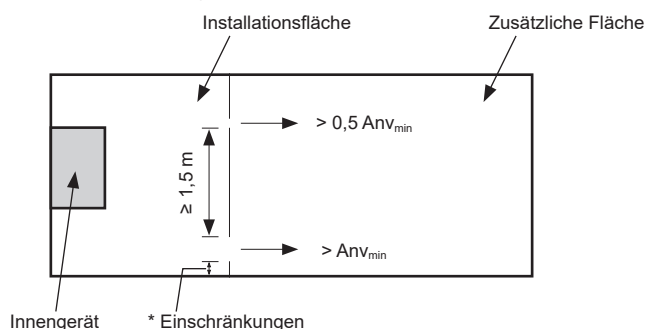 Installationsfläche
Zusätzliche Fläche
> 0,5 Anvmin
≥ 1,5 m
> Anvmin
Innengerät
* Einschränkungen